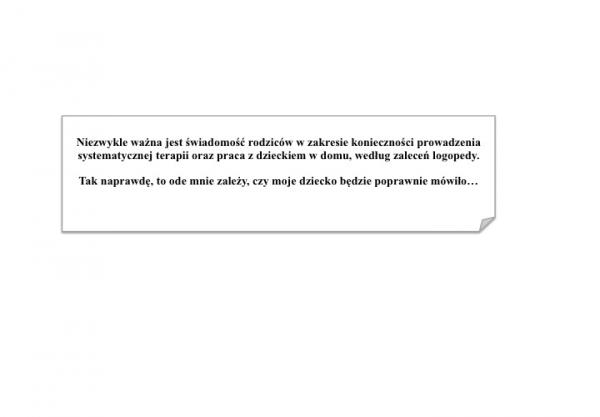 Niezwykle ważna jest świadomość rodziców w zakresie konieczności prowadzenia
systematycznej terapii oraz praca z dzieckiem w domu, według zaleceń logopedy.
Tak naprawdę, to ode mnie zależy, czy moje dziecko będzie poprawnie mówiło…